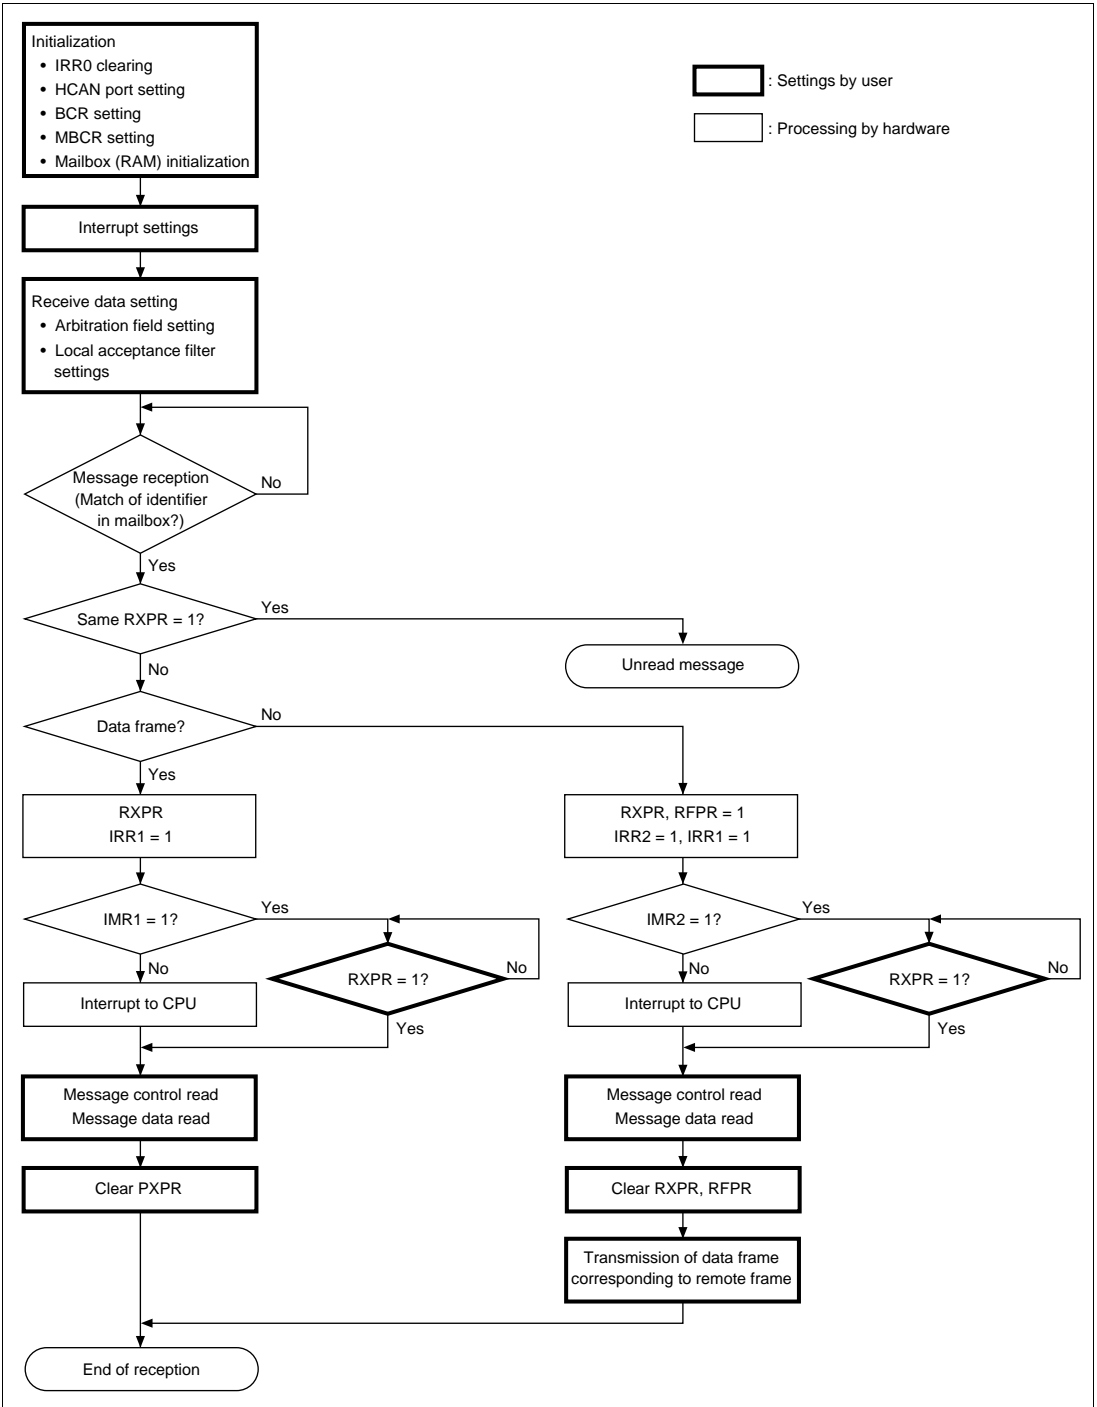 Initialization
• IRR0 clearing
• HCAN port setting
• BCR setting
• MBCR setting
• Mailbox (RAM) initialization
: Settings by user
: Processing by hardware
Interrupt settings
Receive data setting
• Arbitration field setting
• Local acceptance filter
settings
Message reception
(Match of identifier
in mailbox?)
No
Yes
Same RXPR = 1?
Yes
Unread message
No
Data frame?
No
Yes
RXPR
IRR1 = 1
RXPR, RFPR = 1
IRR2 = 1, IRR1 = 1
IMR1 = 1?
Yes
IMR2 = 1?
Yes
No
RXPR = 1?
No
No
RXPR = 1?
No
Interrupt to CPU
Yes
Interrupt to CPU
Yes
Message control read
Message data read
Message control read
Message data read
Clear PXPR
Clear RXPR, RFPR
Transmission of data frame
corresponding to remote frame
End of reception